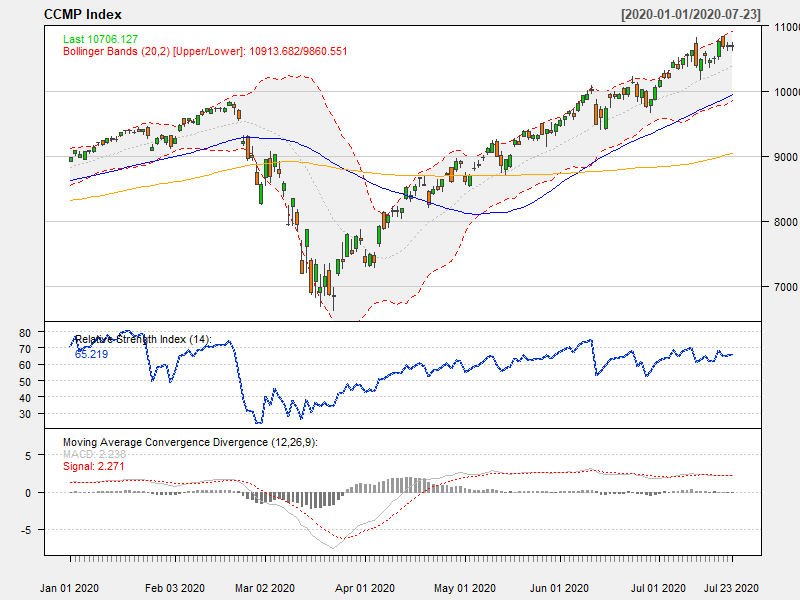 CCMP Index [2020-01-01/2020-07-23]
Last 10706.127
Bollinger Bands (20,2) [Upper/Lower]: 10913.682/9860.551
11000
10000
9000
8000
7000
Relative Strength Index (14):
65.219
80
70
60
50
40
30
Moving Average Convergence Divergence (12,26,9):
MACD: 2.238
Signal: 2.271
5
0
-5
Jan 01 2020 Feb 03 2020 Mar 02 2020 Apr 01 2020 May 01 2020 Jun 01 2020 Jul 01 2020 Jul 23 2020